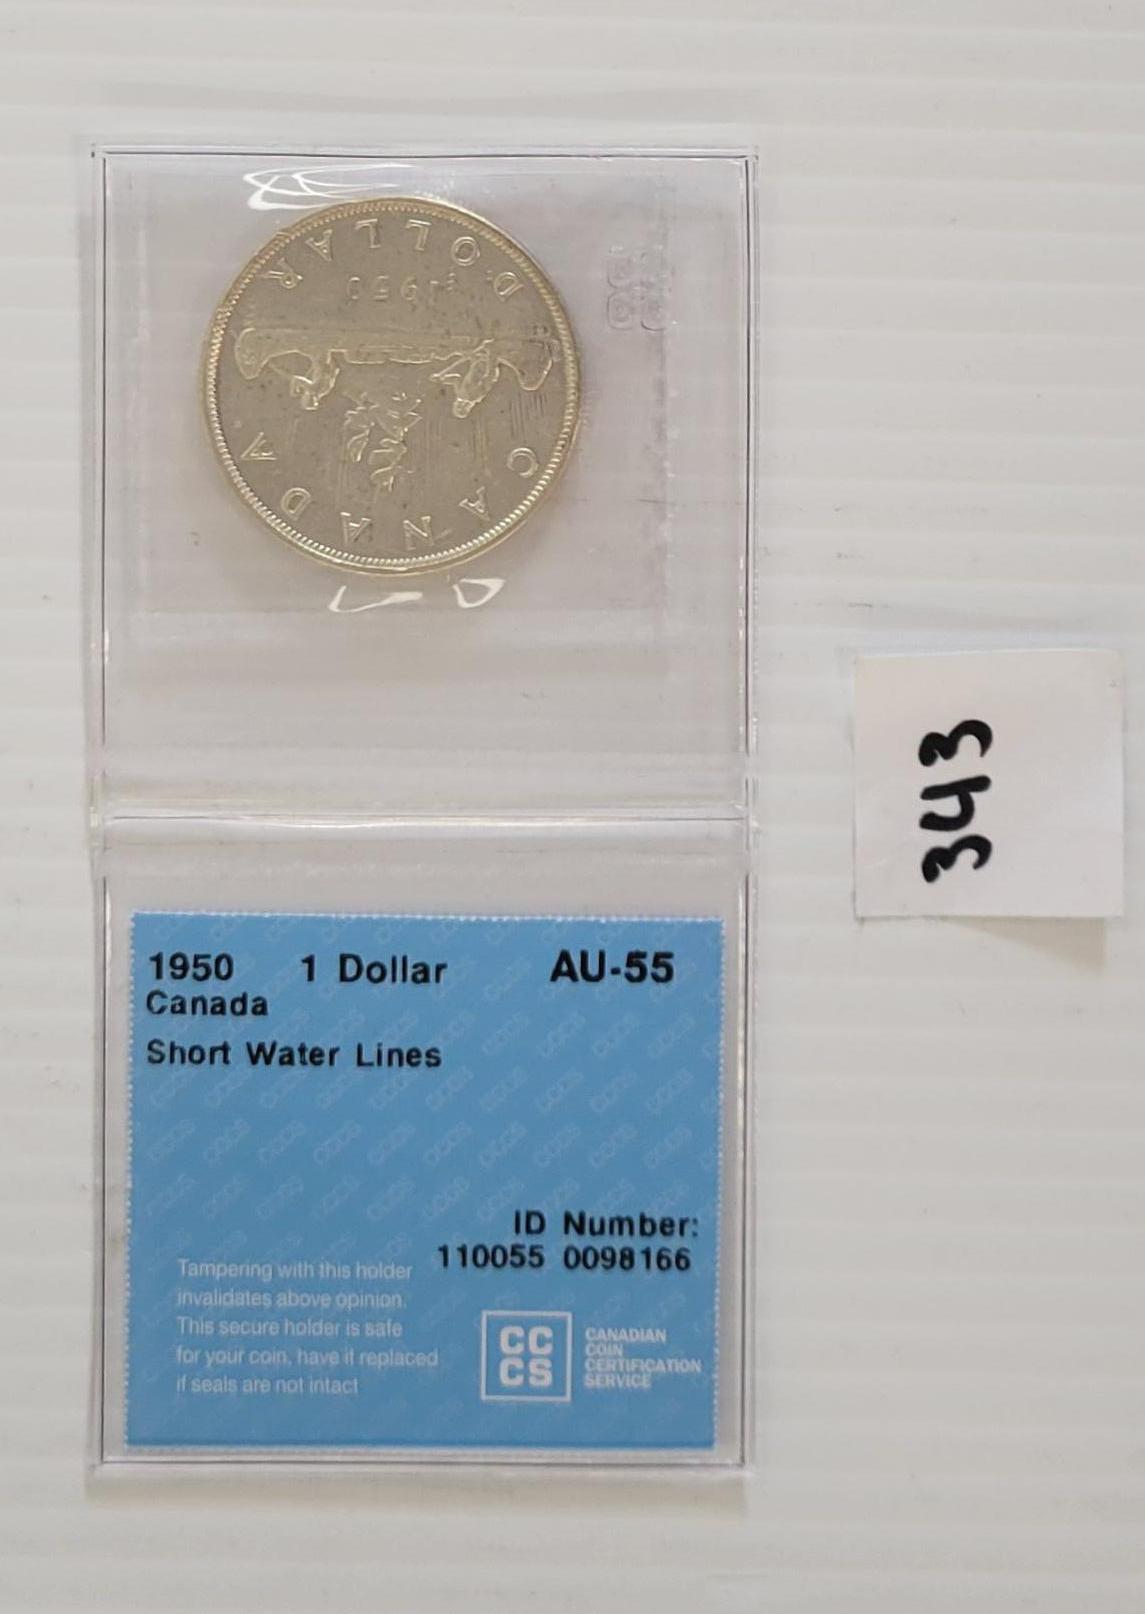 CANADA
1950
DOLLAR
343
1950 1 Dollar AU-55
Canada
Short Water Lines
ID Number:
110055 0098166
Tampering with this holder
invalidates above opinion.
This secure holder is safe
for your coin, have it replaced
if seals are not intact
CC
CS
CANADIAN
COIN
CERTIFICATION
SERVICE